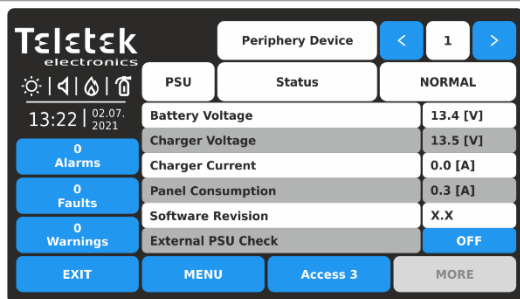 Teletek
electronics
Periphery Device
<
1
>
PSU
Status
NORMAL
13:22
02.07.
2021
Battery Voltage
13.4 [V]
Charger Voltage
13.5 [V]
Charger Current
0.0 [A]
Panel Consumption
0.3 [A]
Software Revision
X.X
External PSU Check
OFF
0
Alarms
0
Faults
0
Warnings
EXIT
MENU
Access 3
MORE